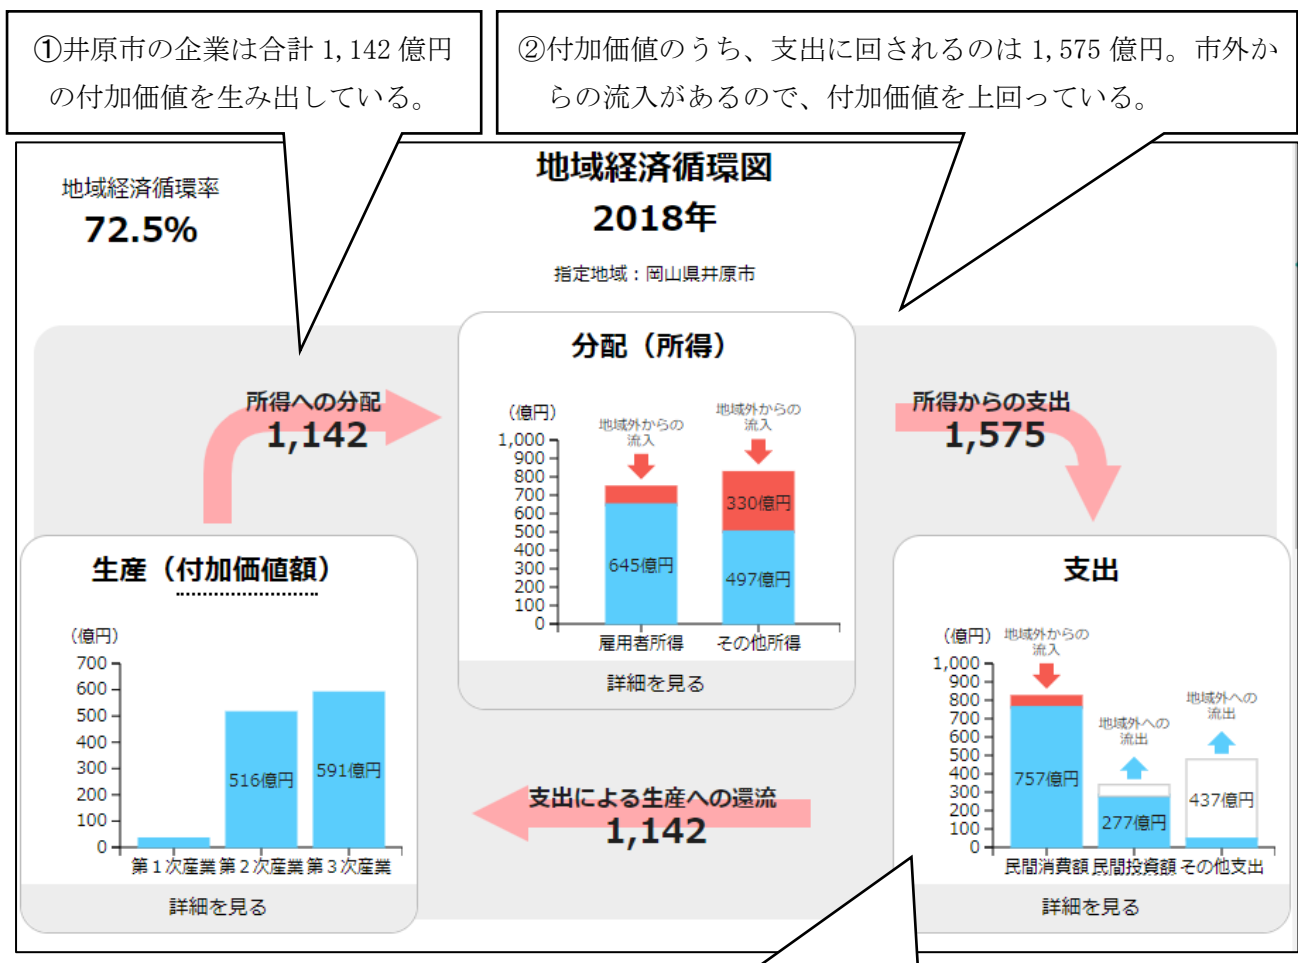 ①井原市の企業は合計 1,142 億円
の付加価値を生み出している。
②付加価値のうち、支出に回されるのは 1,575 億円。市外か
らの流入があるので、付加価値を上回っている。
地域経済循環率
72.5%
地域経済循環図
2018年
指定地域：岡山県井原市
所得への分配
1,142
分配（所得）
（億円）
地域外からの
流入
地域外からの
流入
1,000
900
800
700
600
500
400
300
200
100
0
330億円
645億円
497億円
雇用者所得
その他所得
詳細を見る
所得からの支出
1,575
生産（付加価値額）
（億円）
700
600
500
400
300
200
100
0
516億円
591億円
第１次産業
第２次産業
第３次産業
詳細を見る
支出による生産への還流
1,142
支出
（億円）
地域外からの
流入
地域外への
流出
地域外への
流出
1,000
900
800
700
600
500
400
300
200
100
0
757億円
277億円
437億円
民間消費額
民間投資額
その他支出
詳細を見る